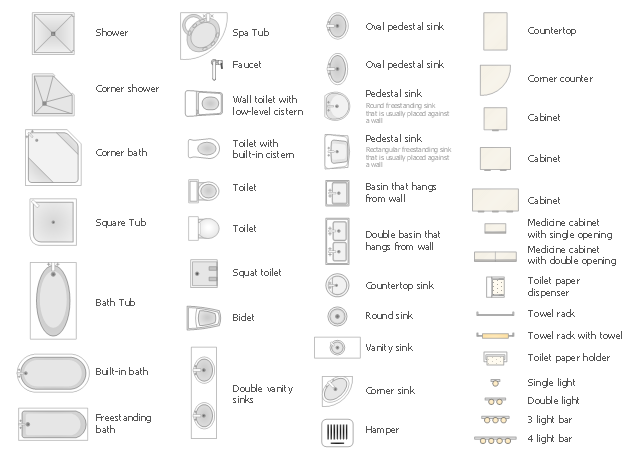 Shower
Corner shower
Corner bath
Square Tub
Bath Tub
Built-in bath
Freestanding
bath
Spa Tub
Faucet
Wall toilet with
low-level cistern
Toilet with
built-in cistern
Toilet
Toilet
Squat toilet
Bidet
Double vanity
sinks
Oval pedestal sink
Oval pedestal sink
Pedestal sink
Round freestanding sink
that is usually placed against
a wall
Pedestal sink
Rectangular freestanding sink
that is usually placed against
a wall
Basin that hangs
from wall
Double basin that
hangs from wall
Countertop sink
Round sink
Vanity sink
Corner sink
Hamper
Countertop
Corner counter
Cabinet
Cabinet
Cabinet
Medicine cabinet
with single opening
Medicine cabinet
with double opening
Toilet paper
dispenser
Towel rack
Towel rack with towel
Toilet paper holder
Single light
Double light
3 light bar
4 light bar